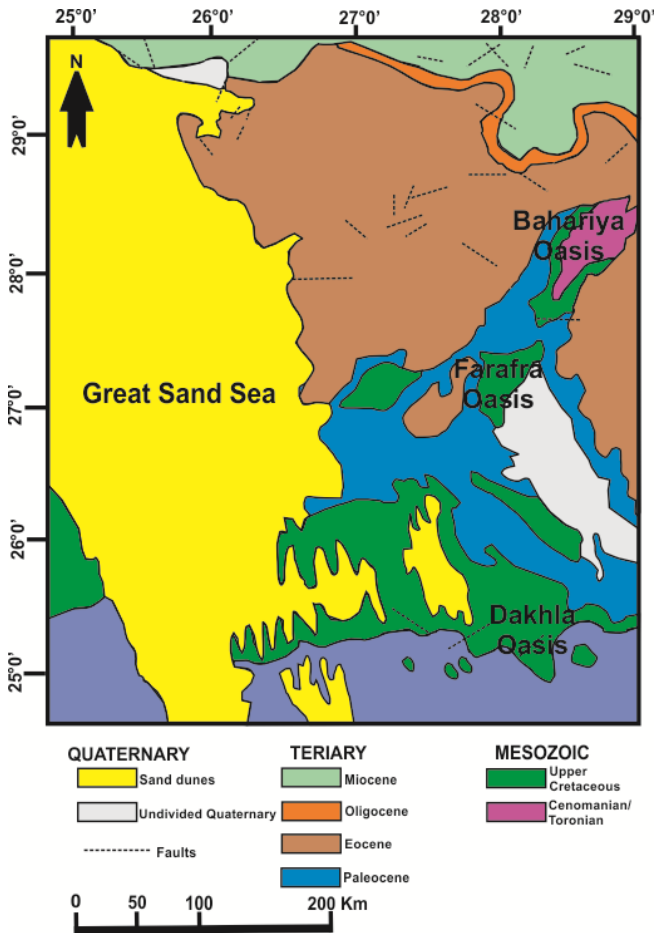 25°0' 26°0' 27°0' 28°0' 29°0'
N
29°0'
Bahariya
Oasis
28°0'
Farafra
Oasis
Great Sand Sea
27°0'
26°0'
Dakhla
Oasis
25°0'
QUATERNARY
Sand dunes
Undivided Quaternary
Faults
TERIARY
Miocene
Oligocene
Eocene
Paleocene
MESOZOIC
Upper
Cretaceous
Cenomanian/
Toronian
0 50 100 200 Km